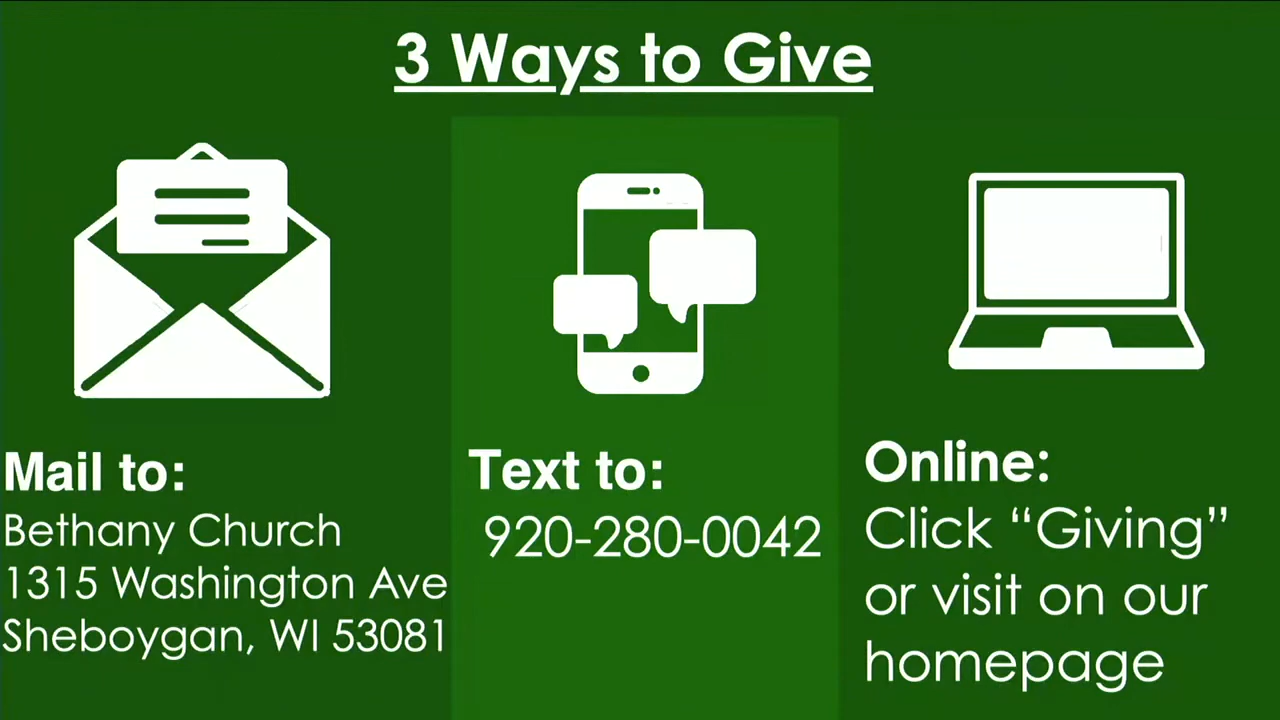 3 Ways to Give
Mail to:
Bethany Church
1315 Washington Ave
Sheboygan, WI 53081
Text to:
920-280-0042
Online:
Click “Giving”
or visit on our
homepage